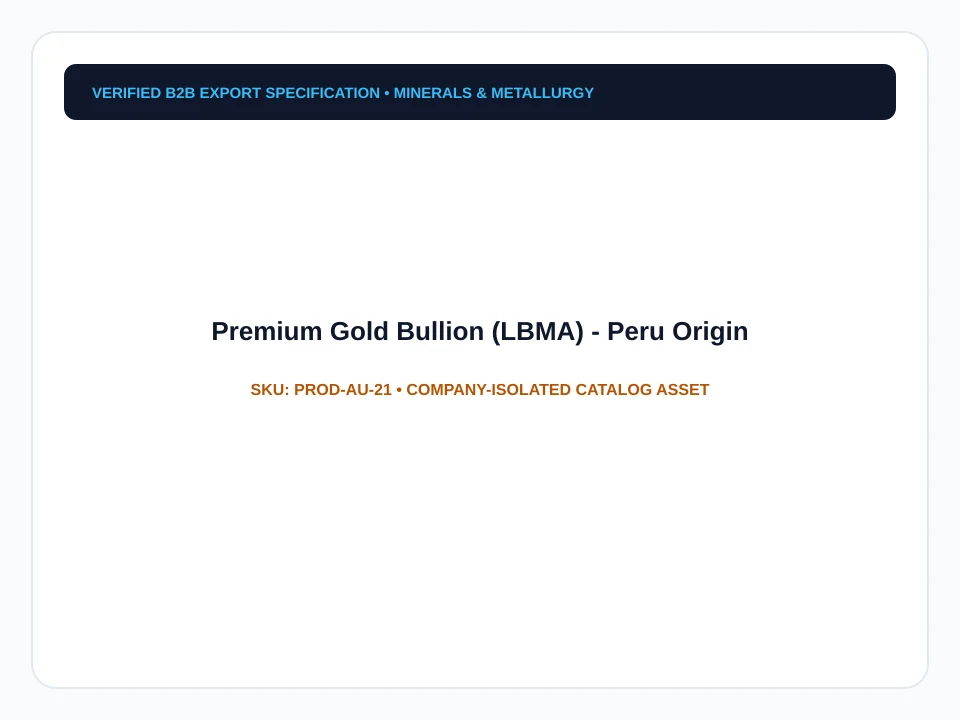 VERIFIED B2B EXPORT SPECIFICATION • MINERALS & METALLURGY
Premium Gold Bullion (LBMA) - Peru Origin
SKU: PROD-AU-21 • COMPANY-ISOLATED CATALOG ASSET